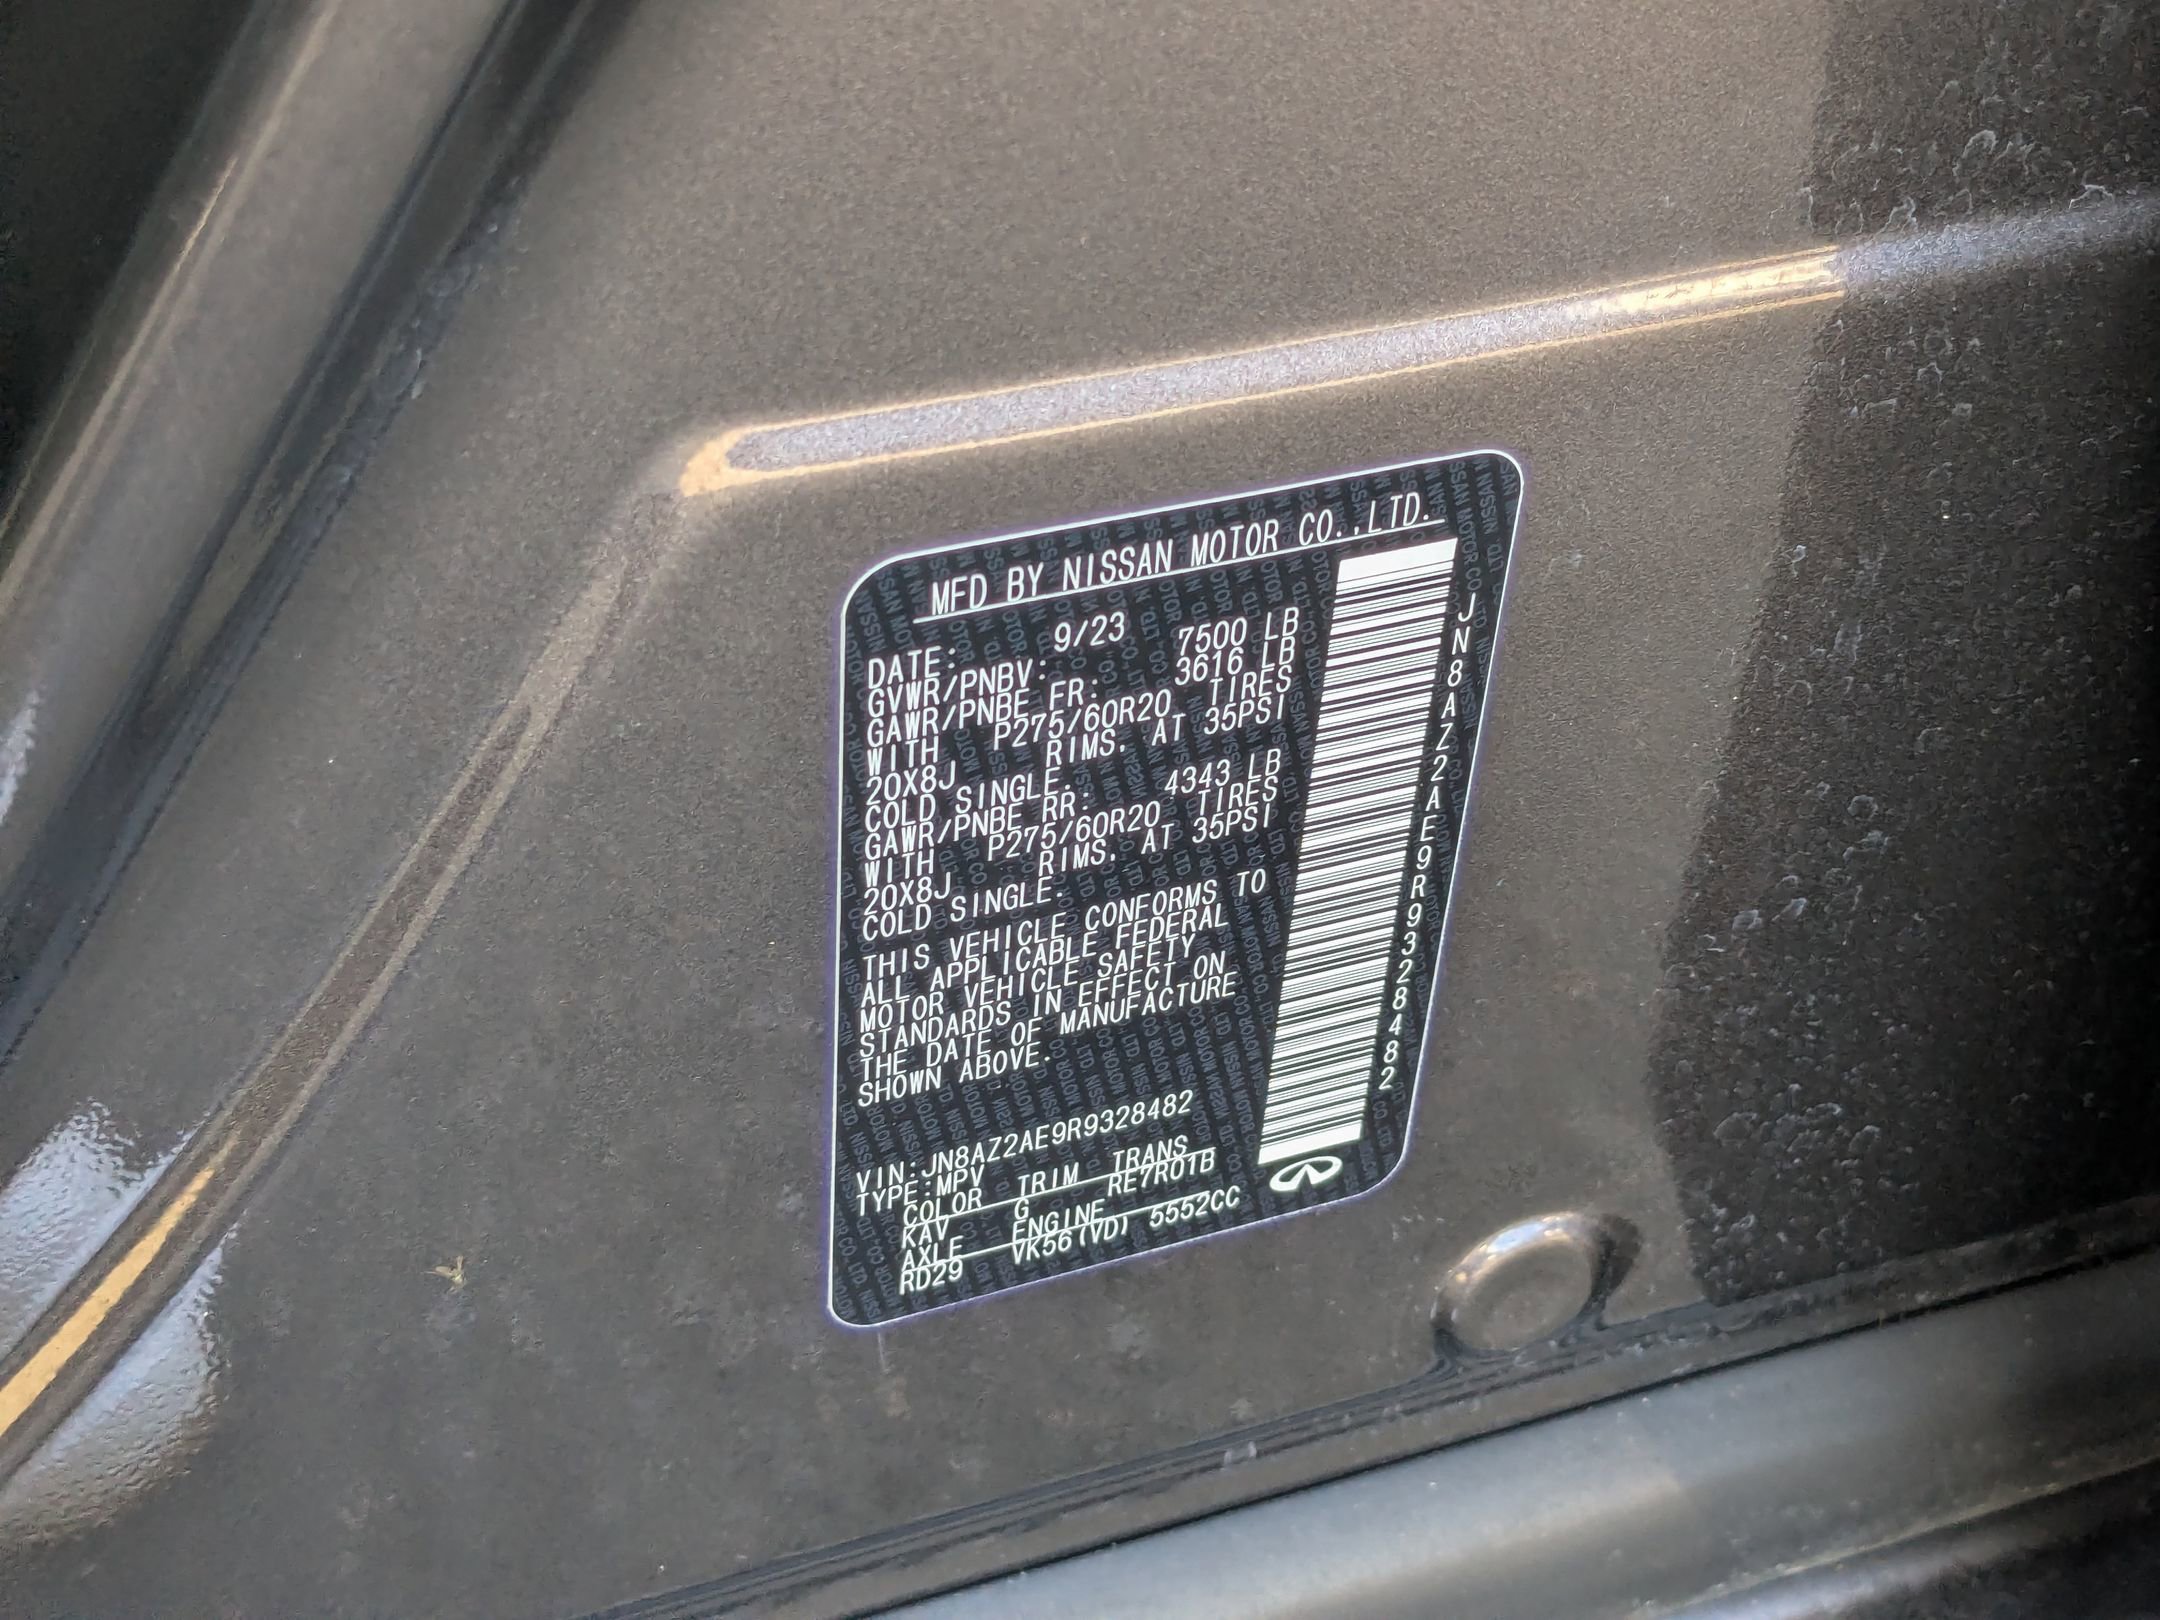 MFD BY NISSAN MOTOR CO.,LTD.
DATE: 9/23
GVWR/PNBV: 7500 LB
GAWR/PNBE FR: 3616 LB
WITH P275/60R20 TIRES
20X8J RIMS, AT 35PSI
COLD SINGLE.
GAWR/PNBE RR: 4343 LB
WITH P275/60R20 TIRES
20X8J RIMS, AT 35PSI
COLD SINGLE.
THIS VEHICLE CONFORMS TO
ALL APPLICABLE FEDERAL
MOTOR VEHICLE SAFETY
STANDARDS IN EFFECT ON
THE DATE OF MANUFACTURE
SHOWN ABOVE.
VIN:JN8AZ2AE9R9328482
TYPE:MPV
COLOR TRIM TRANS
KAV G RE7R01B
AXLE ENGINE
RD29 VK56(VD) 5552CC
JN8AZ2AE9R9328482